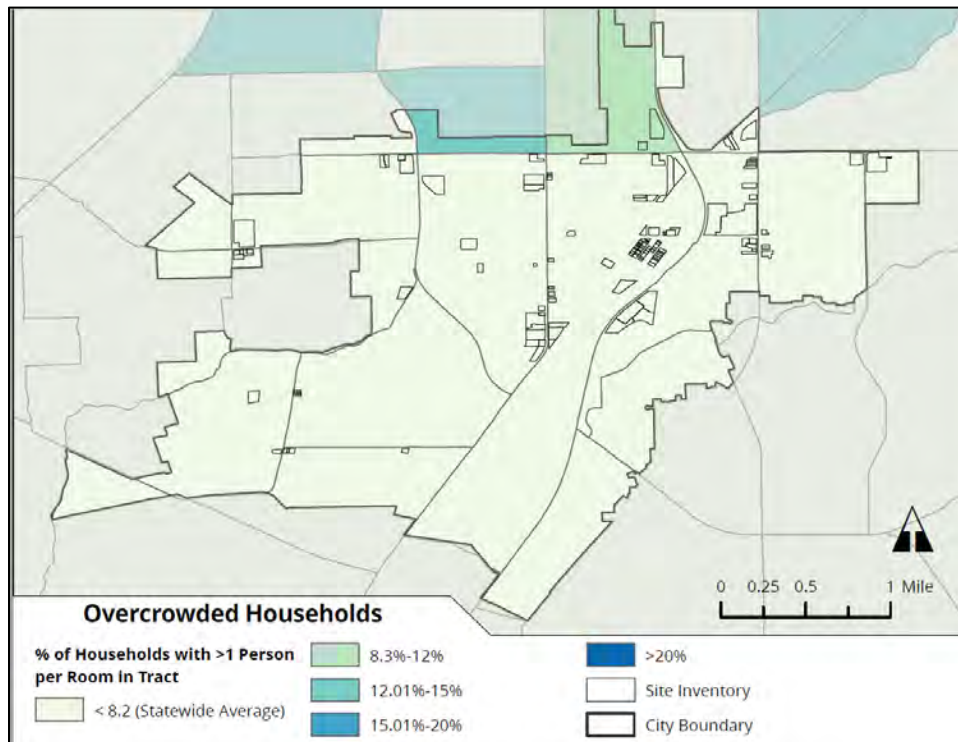 0 0.25 0.5 1 Mile
Overcrowded Households
% of Households with >1 Person
per Room in Tract
< 8.2 (Statewide Average)
8.3%-12%
12.01%-15%
15.01%-20%
>20%
Site Inventory
City Boundary